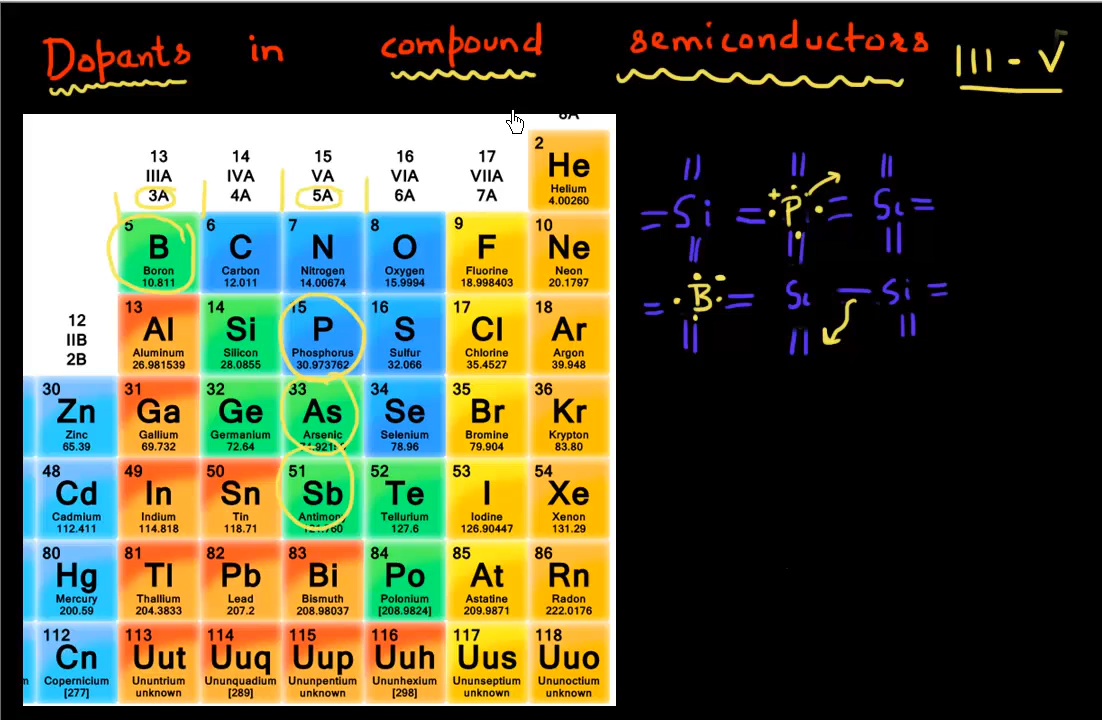 Dopants in compound semiconductors III - V
8A
13 14 15 16 17
IIIA IVA VA VIA VIIA
3A 4A 5A 6A 7A
2
He
Helium
4.00260
5 6 7 8 9 10
B C N O F Ne
Boron Carbon Nitrogen Oxygen Fluorine Neon
10.811 12.011 14.00674 15.9994 18.998403 20.1797
12
IIB
2B
13 14 15 16 17 18
Al Si P S Cl Ar
Aluminum Silicon Phosphorus Sulfur Chlorine Argon
26.981539 28.0855 30.973762 32.066 35.4527 39.948
30 31 32 33 34 35 36
Zn Ga Ge As Se Br Kr
Zinc Gallium Germanium Arsenic Selenium Bromine Krypton
65.39 69.732 72.64 78.96 79.904 83.80
48 49 50 51 52 53 54
Cd In Sn Sb Te I Xe
Cadmium Indium Tin Antimony Tellurium Iodine Xenon
112.411 114.818 118.71 127.6 126.90447 131.29
80 81 82 83 84 85 86
Hg Tl Pb Bi Po At Rn
Mercury Thallium Lead Bismuth Polonium Astatine Radon
200.59 204.3833 207.2 208.98037 [208.9824] 209.9871 222.0176
112 113 114 115 116 117 118
Cn Uut Uuq Uup Uuh Uus Uuo
Copernicium Ununtrium Ununquadium Ununpentium Ununhexium Ununseptium Ununoctium
[277] unknown [289] unknown [298] unknown unknown
Si P+ Si
B Si Si